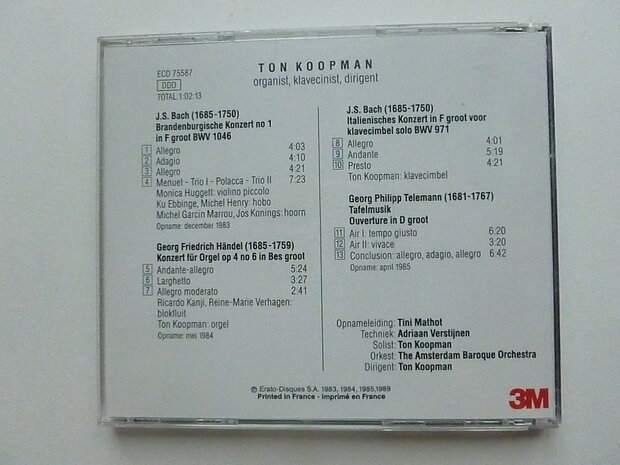 TON KOOPMAN
organist, klavecinist, dirigent
ECD 75587
DDD
TOTAL:1.02.13
J.S. Bach (1685-1750)
Brandenburgische Konzert no 1
in F groot BWV 1046
1 Allegro 4:03
2 Adagio 4:10
3 Allegro 4:21
4 Menuet - Trio I - Polacca - Trio II 7:23
Monica Huggett: violino piccolo
Ku Ebbinge, Michel Henry: hobo
Michel Garcin Marrou, Jos Konings: hoorn
Opname: december 1983
Georg Friedrich Händel (1685-1759)
Konzert für Orgel op 4 no 6 in Bes groot
5 Andante-allegro 5:24
6 Larghetto 3:27
7 Allegro moderato 2:41
Ricardo Kanji, Reine-Marie Verhagen:
blokfluit
Ton Koopman: orgel
Opname: mei 1984
J.S. Bach (1685-1750)
Italienisches Konzert in F groot voor
klavecimbel solo BWV 971
8 Allegro 4:01
9 Andante 5:19
10 Presto 4:21
Ton Koopman: klavecimbel
Georg Philipp Telemann (1681-1767)
Tafelmusik
Ouverture in D groot
11 Air I: tempo giusto 6:20
12 Air II: vivace 3:20
13 Conclusion: allegro, adagio, allegro 6:42
Opname: april 1985
Opnameleiding: Tini Mathot
Techniek: Adriaan Verstijnen
Solist: Ton Koopman
Orkest: The Amsterdam Baroque Orchestra
Dirigent: Ton Koopman
℗ Erato-Disques S.A. 1983, 1984, 1985,1989
Printed in France - Imprimé en France
3M